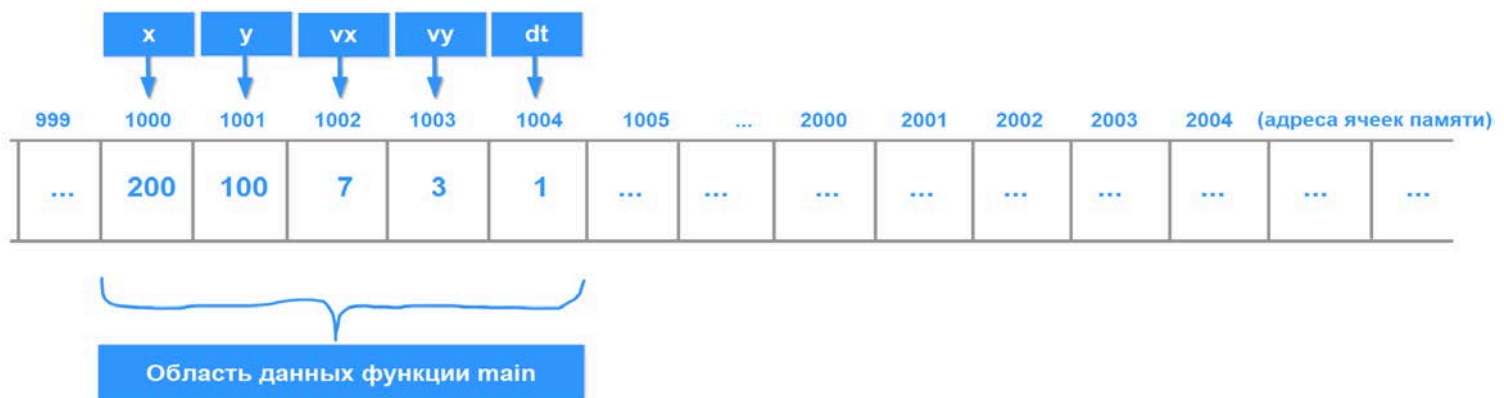 x y vx vy dt
999 1000 1001 1002 1003 1004 1005 ... 2000 2001 2002 2003 2004 (адреса ячеек памяти)
... 200 100 7 3 1 ... ... ... ... ... ... ... ... ...
Область данных функции main